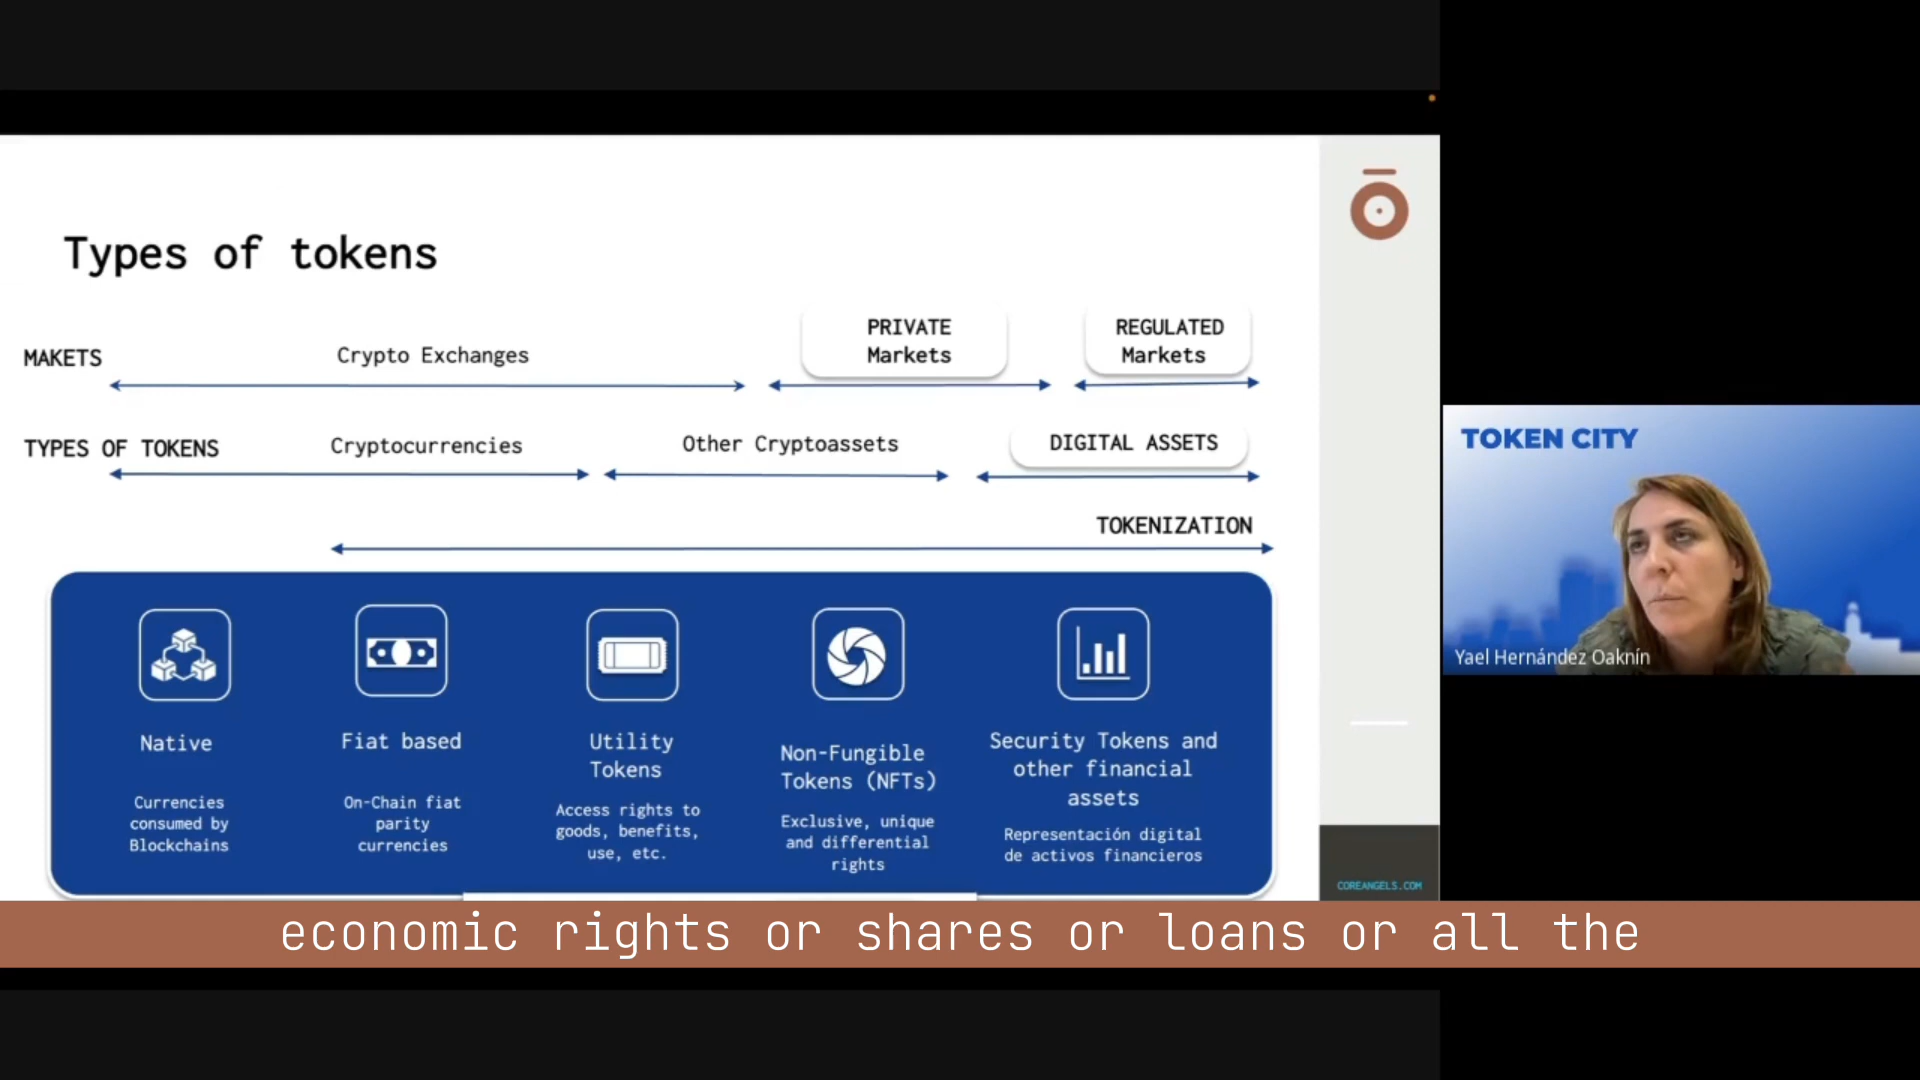 Types of tokens
MAKETS
Crypto Exchanges
PRIVATE
Markets
REGULATED
Markets
TYPES OF TOKENS
Cryptocurrencies
Other Cryptoassets
DIGITAL ASSETS
TOKENIZATION
Native
Currencies
consumed by
Blockchains
Fiat based
On-Chain fiat
parity
currencies
Utility
Tokens
Access rights to
goods, benefits,
use, etc.
Non-Fungible
Tokens (NFTs)
Exclusive, unique
and differential
rights
Security Tokens and
other financial
assets
Representación digital
de activos financieros
COREANGELS.COM
TOKEN CITY
Yael Hernández Oaknín
economic rights or shares or loans or all the